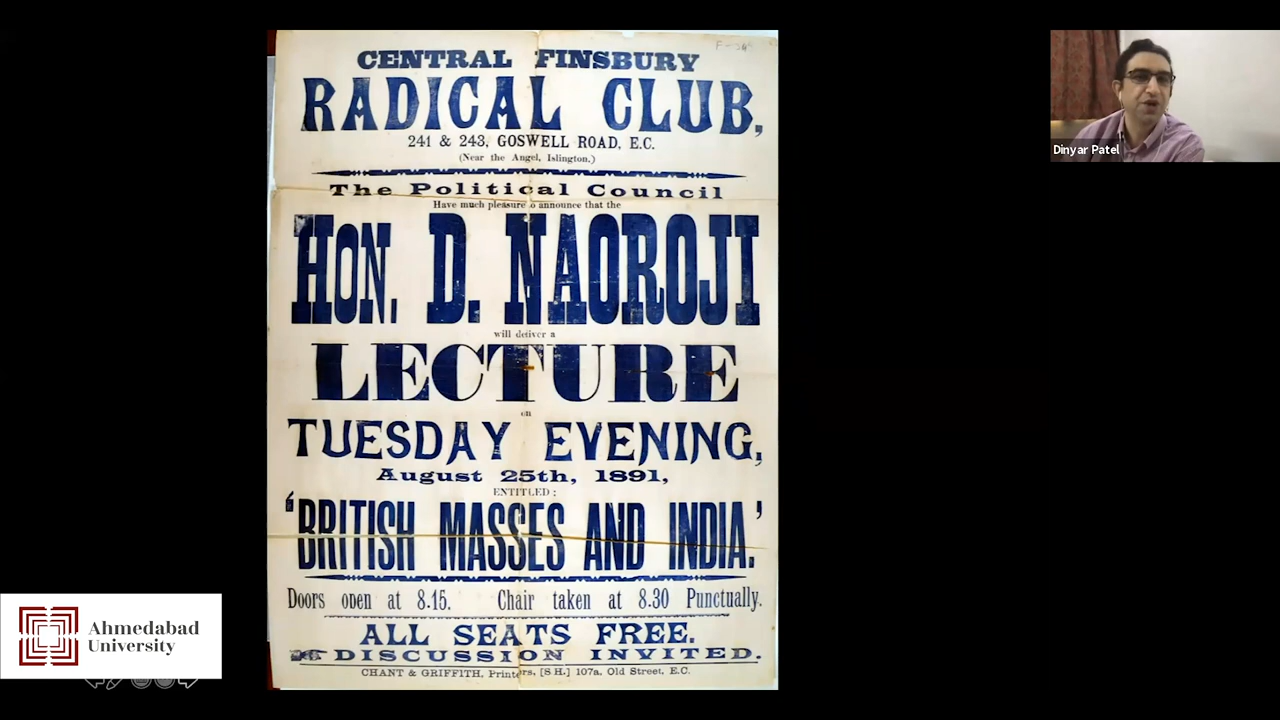 CENTRAL FINSBURY
RADICAL CLUB,
241 & 243, GOSWELL ROAD, E.C.
(Near the Angel, Islington.)
The Political Council
Have much pleasure to announce that the
HON. D. NAOROJI
will deliver a
LECTURE
on
TUESDAY EVENING,
August 25th, 1891,
ENTITLED:
'BRITISH MASSES AND INDIA.'
Doors open at 8.15. Chair taken at 8.30 Punctually.
ALL SEATS FREE.
DISCUSSION INVITED.
CHANT & GRIFFITH, Printers, [S H.] 107a, Old Street, E.C.
Dinyar Patel
Ahmedabad
University